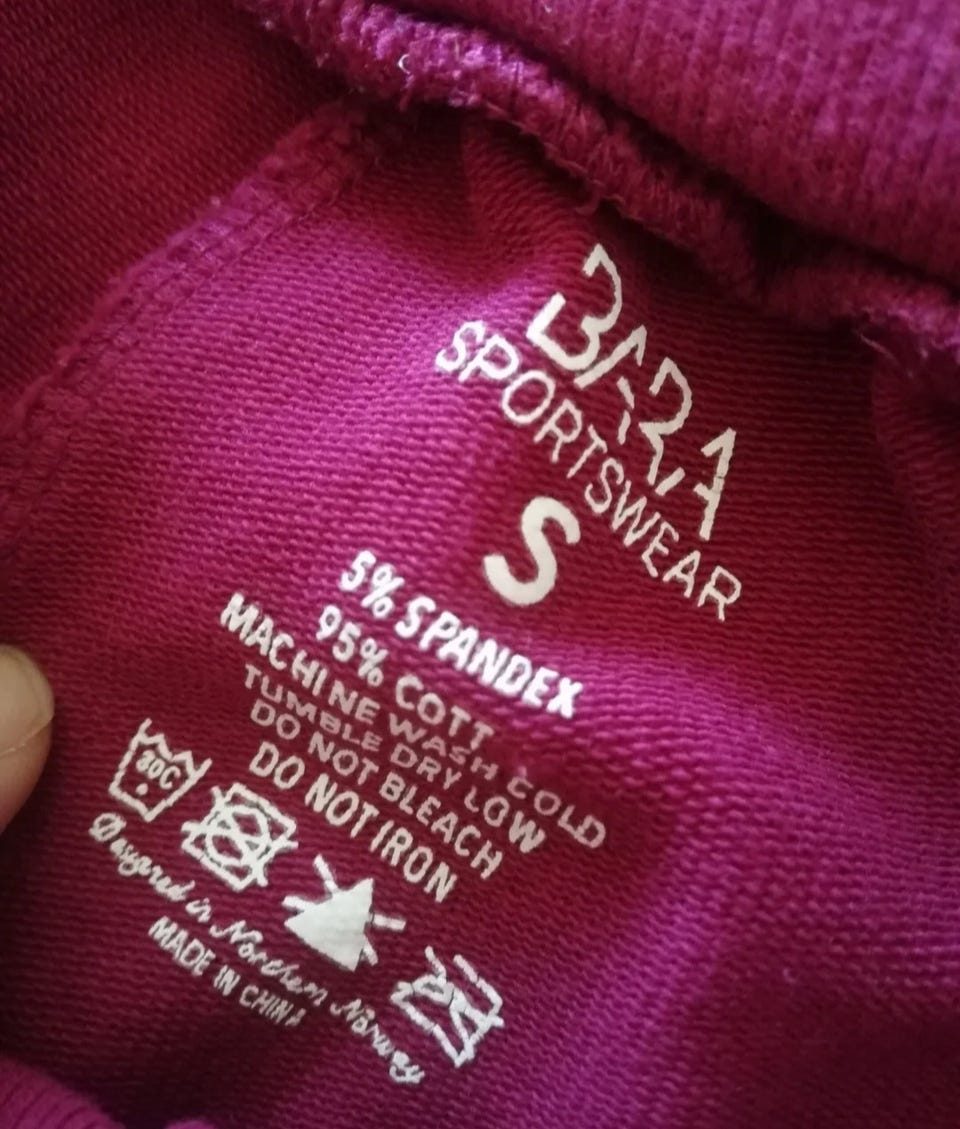 BARA
SPORTSWEAR
S
5% SPANDEX
95% COTT
MACHINE WASH COLD
TUMBLE DRY LOW
DO NOT BLEACH
DO NOT IRON
30C
Designed in Northern Norway
MADE IN CHINA